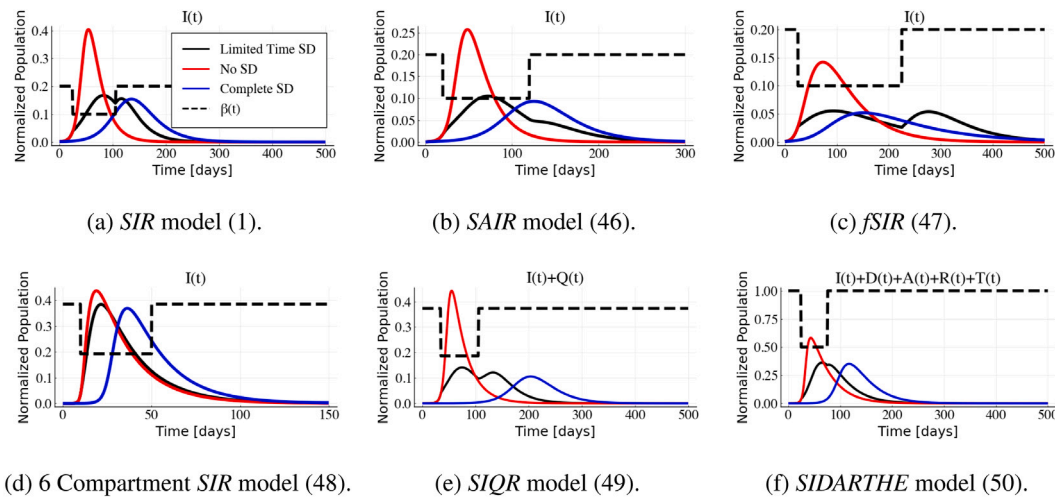 I(t)
Normalized Population
0.4
0.3
0.2
0.1
0.0
Limited Time SD
No SD
Complete SD
β(t)
0
100
200
300
400
500
Time [days]
(a) SIR model (1).
I(t)
Normalized Population
0.25
0.20
0.15
0.10
0.05
0.00
0
100
200
300
Time [days]
(b) SAIR model (46).
I(t)
Normalized Population
0.20
0.15
0.10
0.05
0.00
0
100
200
300
400
500
Time [days]
(c) fSIR (47).
I(t)
Normalized Population
0.4
0.3
0.2
0.1
0.0
0
50
100
150
Time [days]
(d) 6 Compartment SIR model (48).
I(t)+Q(t)
Normalized Population
0.4
0.3
0.2
0.1
0.0
0
100
200
300
400
500
Time [days]
(e) SIQR model (49).
I(t)+D(t)+A(t)+R(t)+T(t)
Normalized Population
1.00
0.75
0.50
0.25
0.00
0
100
200
300
400
500
Time [days]
(f) SIDARTHE model (50).